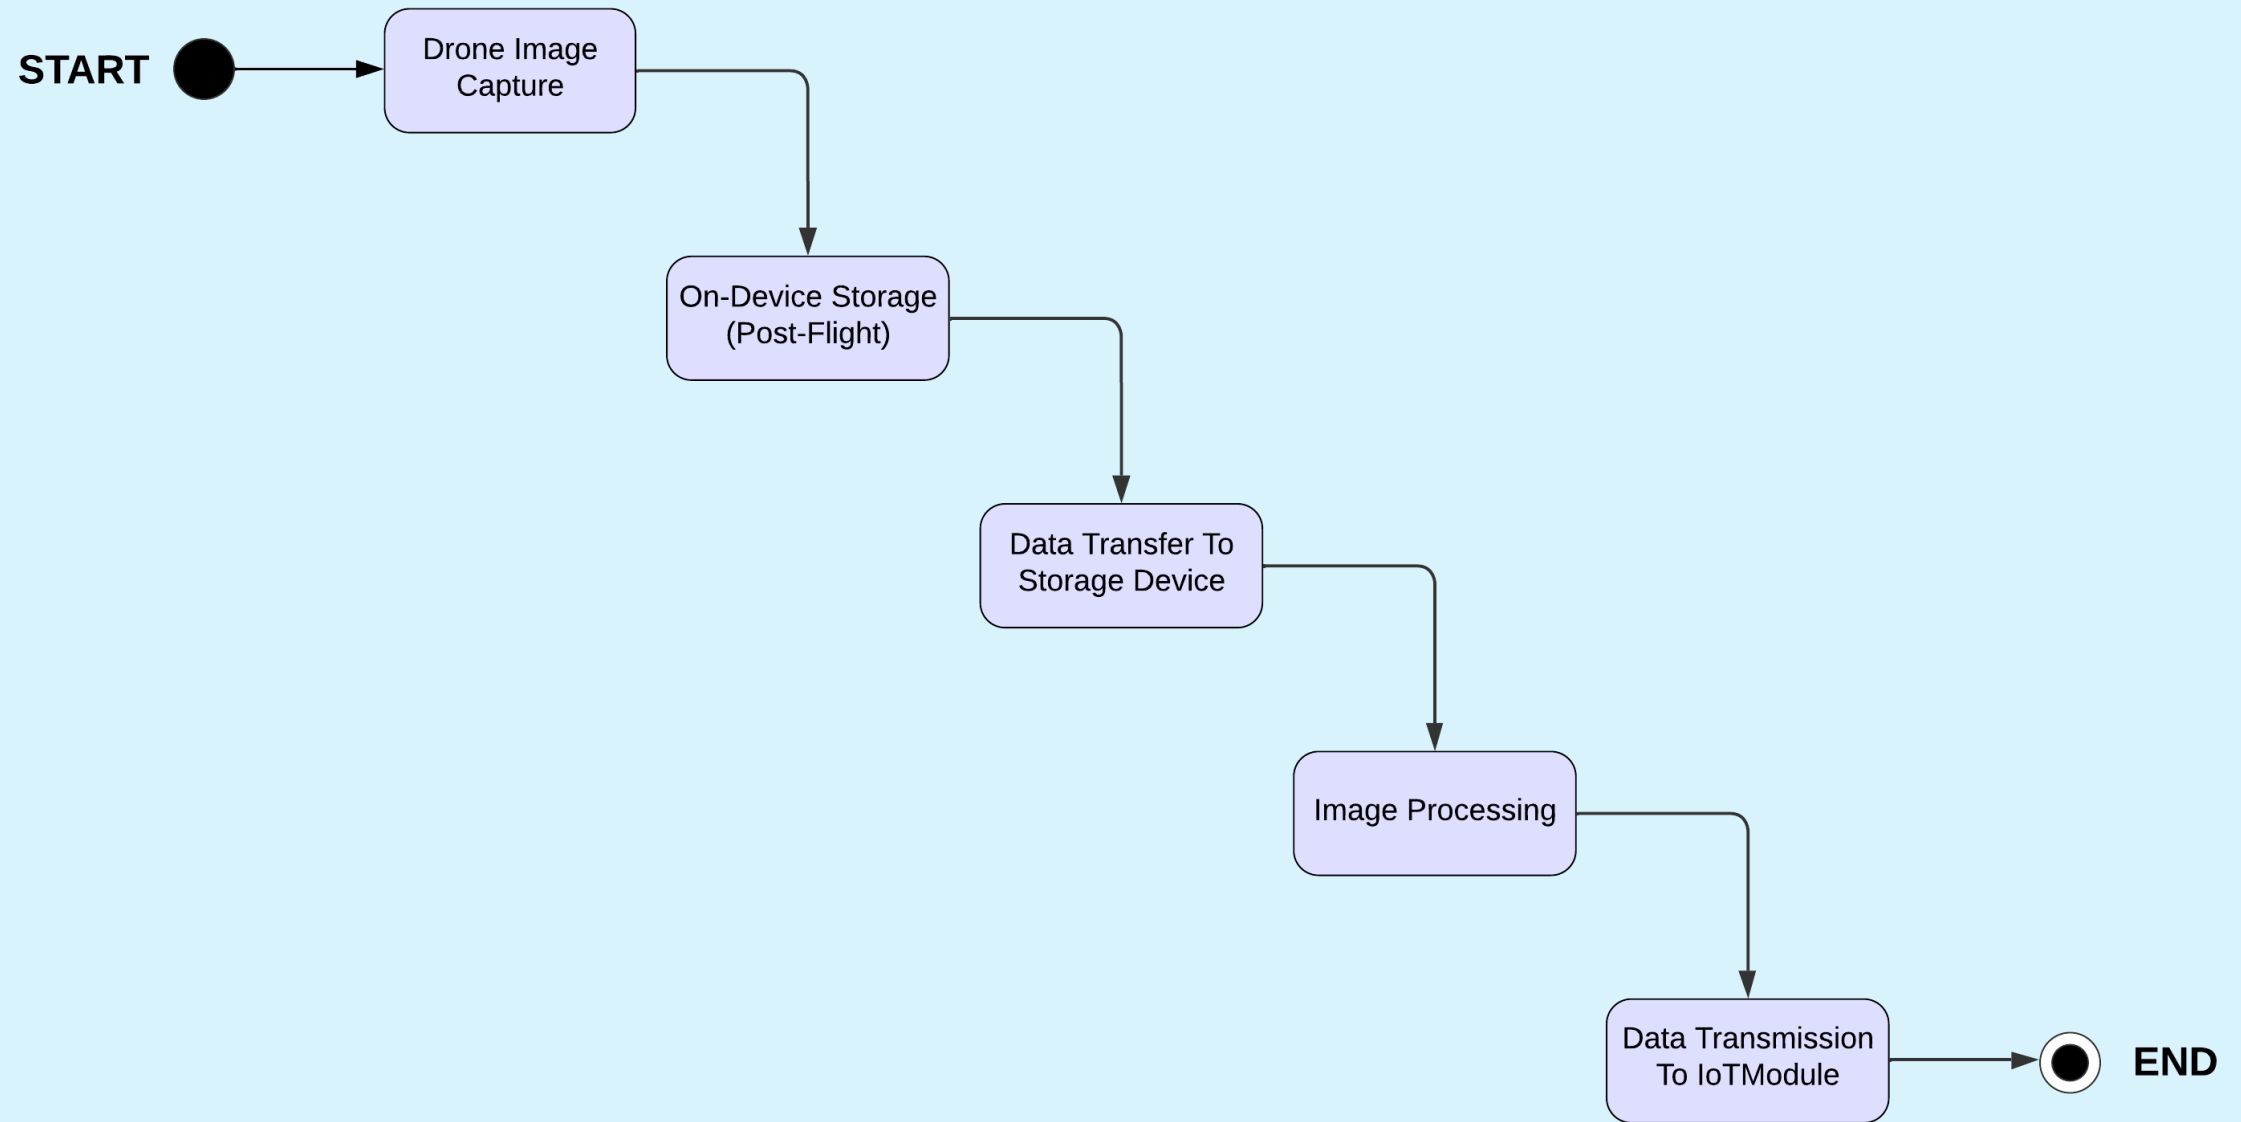 START
Drone Image
Capture
On-Device Storage
(Post-Flight)
Data Transfer To
Storage Device
Image Processing
Data Transmission
To IoTModule
END